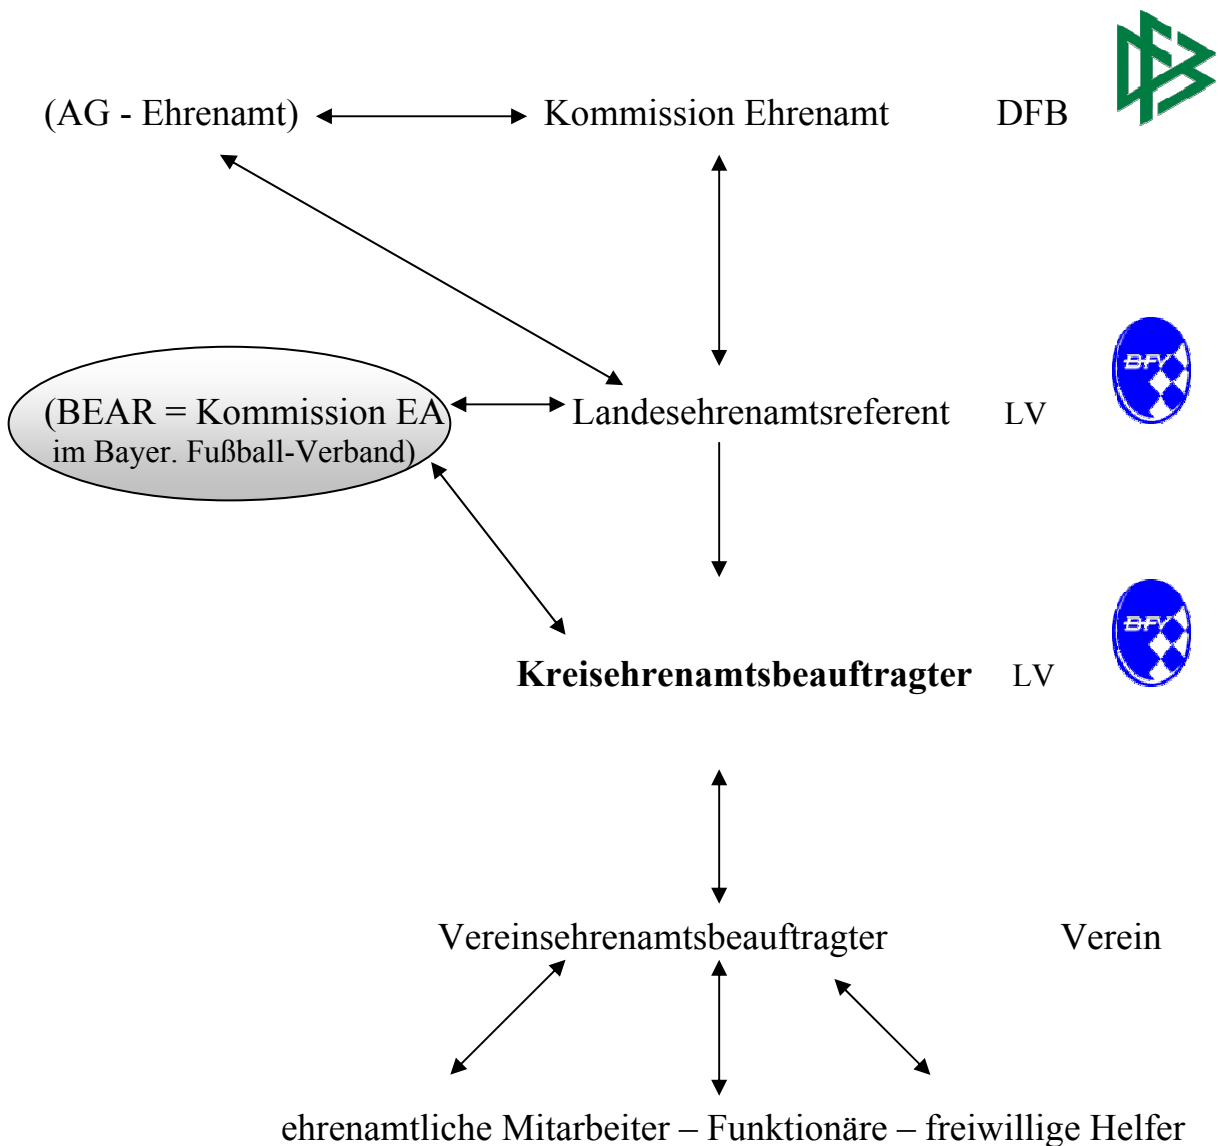 (AG - Ehrenamt) Kommission Ehrenamt DFB
DFB
(BEAR = Kommission EA Landesehrenamtsreferent LV
im Bayer. Fußball-Verband)
BFV
Kreisehrenamtsbeauftragter LV
BFV
Vereinsehrenamtsbeauftragter Verein
ehrenamtliche Mitarbeiter – Funktionäre – freiwillige Helfer